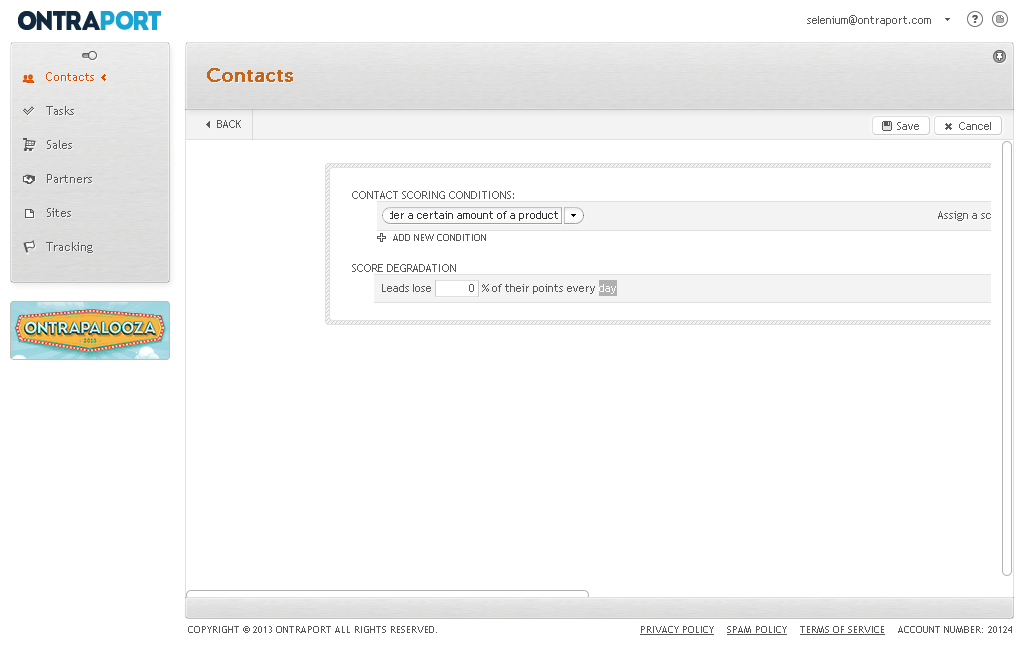 ONTRAPORT
selenium@ontraport.com
?
Contacts
Tasks
Sales
Partners
Sites
Tracking
ONTRAPALOOZA
2013
Contacts
BACK
Save
Cancel
CONTACT SCORING CONDITIONS:
der a certain amount of a product
Assign a sc
ADD NEW CONDITION
SCORE DEGRADATION
Leads lose 0 % of their points every day
COPYRIGHT © 2013 ONTRAPORT ALL RIGHTS RESERVED.
PRIVACY POLICY SPAM POLICY TERMS OF SERVICE ACCOUNT NUMBER: 20124